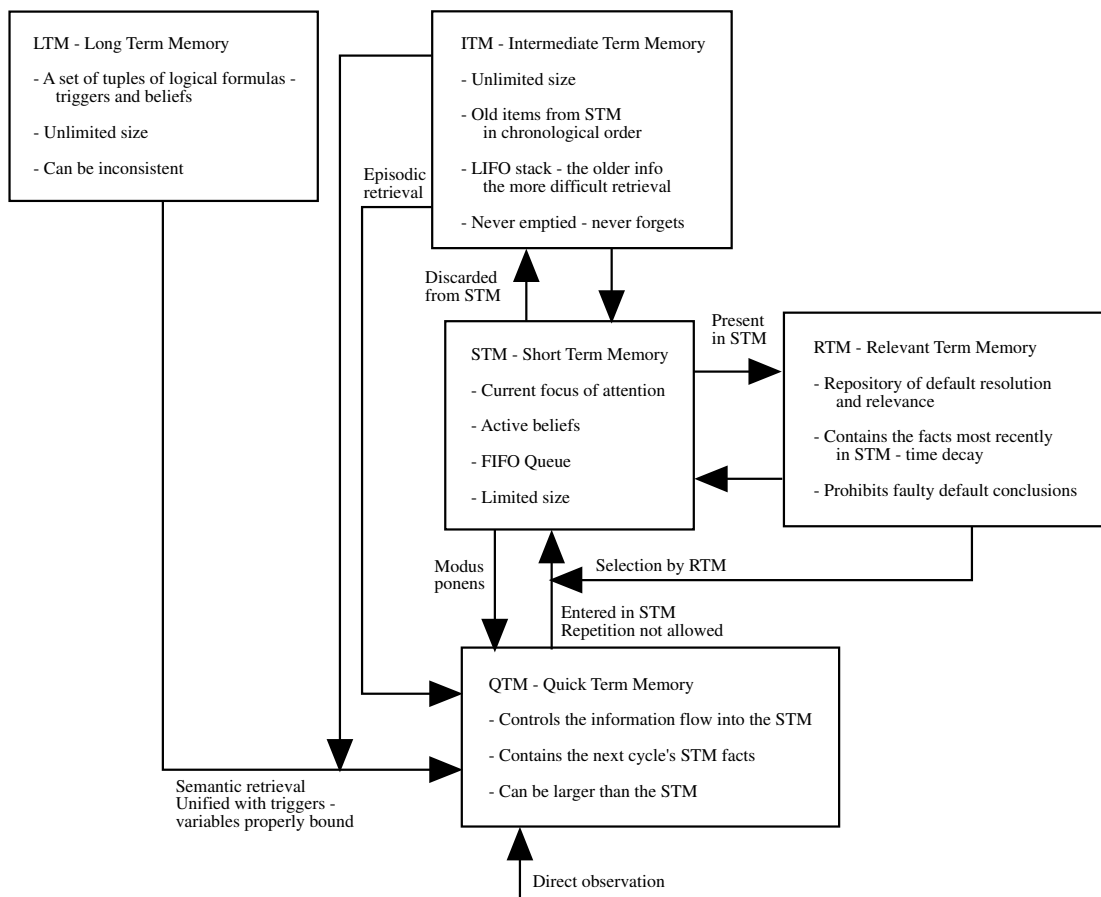 LTM - Long Term Memory
- A set of tuples of logical formulas -
triggers and beliefs
- Unlimited size
- Can be inconsistent
ITM - Intermediate Term Memory
- Unlimited size
- Old items from STM
in chronological order
- LIFO stack - the older info
the more difficult retrieval
- Never emptied - never forgets
Episodic
retrieval
Discarded
from STM
STM - Short Term Memory
- Current focus of attention
- Active beliefs
- FIFO Queue
- Limited size
Present
in STM
RTM - Relevant Term Memory
- Repository of default resolution
and relevance
- Contains the facts most recently
in STM - time decay
- Prohibits faulty default conclusions
Modus
ponens
Selection by RTM
Entered in STM
Repetition not allowed
QTM - Quick Term Memory
- Controls the information flow into the STM
- Contains the next cycle's STM facts
- Can be larger than the STM
Semantic retrieval
Unified with triggers -
variables properly bound
Direct observation